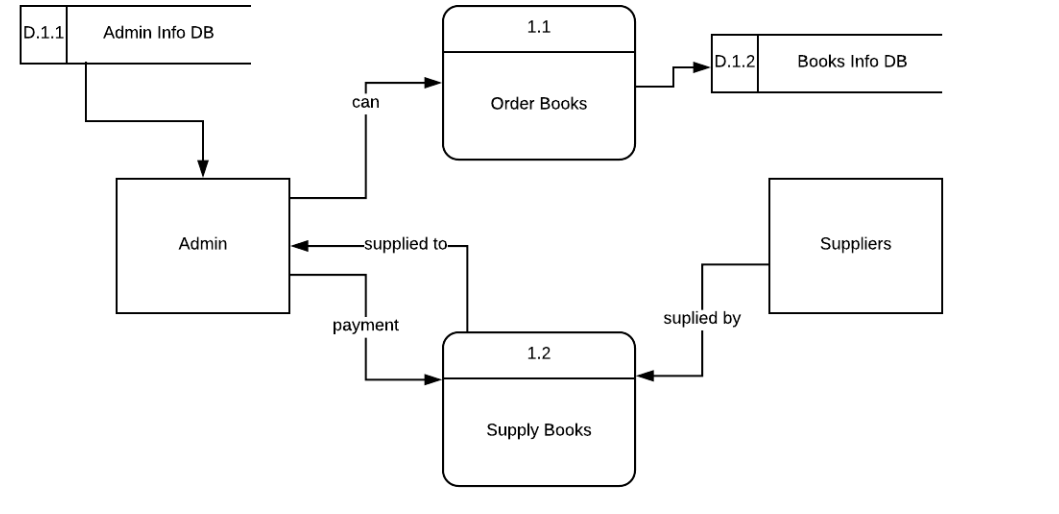 D.1.1
Admin Info DB
1.1
Order Books
D.1.2
Books Info DB
can
Admin
supplied to
Suppliers
payment
suplied by
1.2
Supply Books